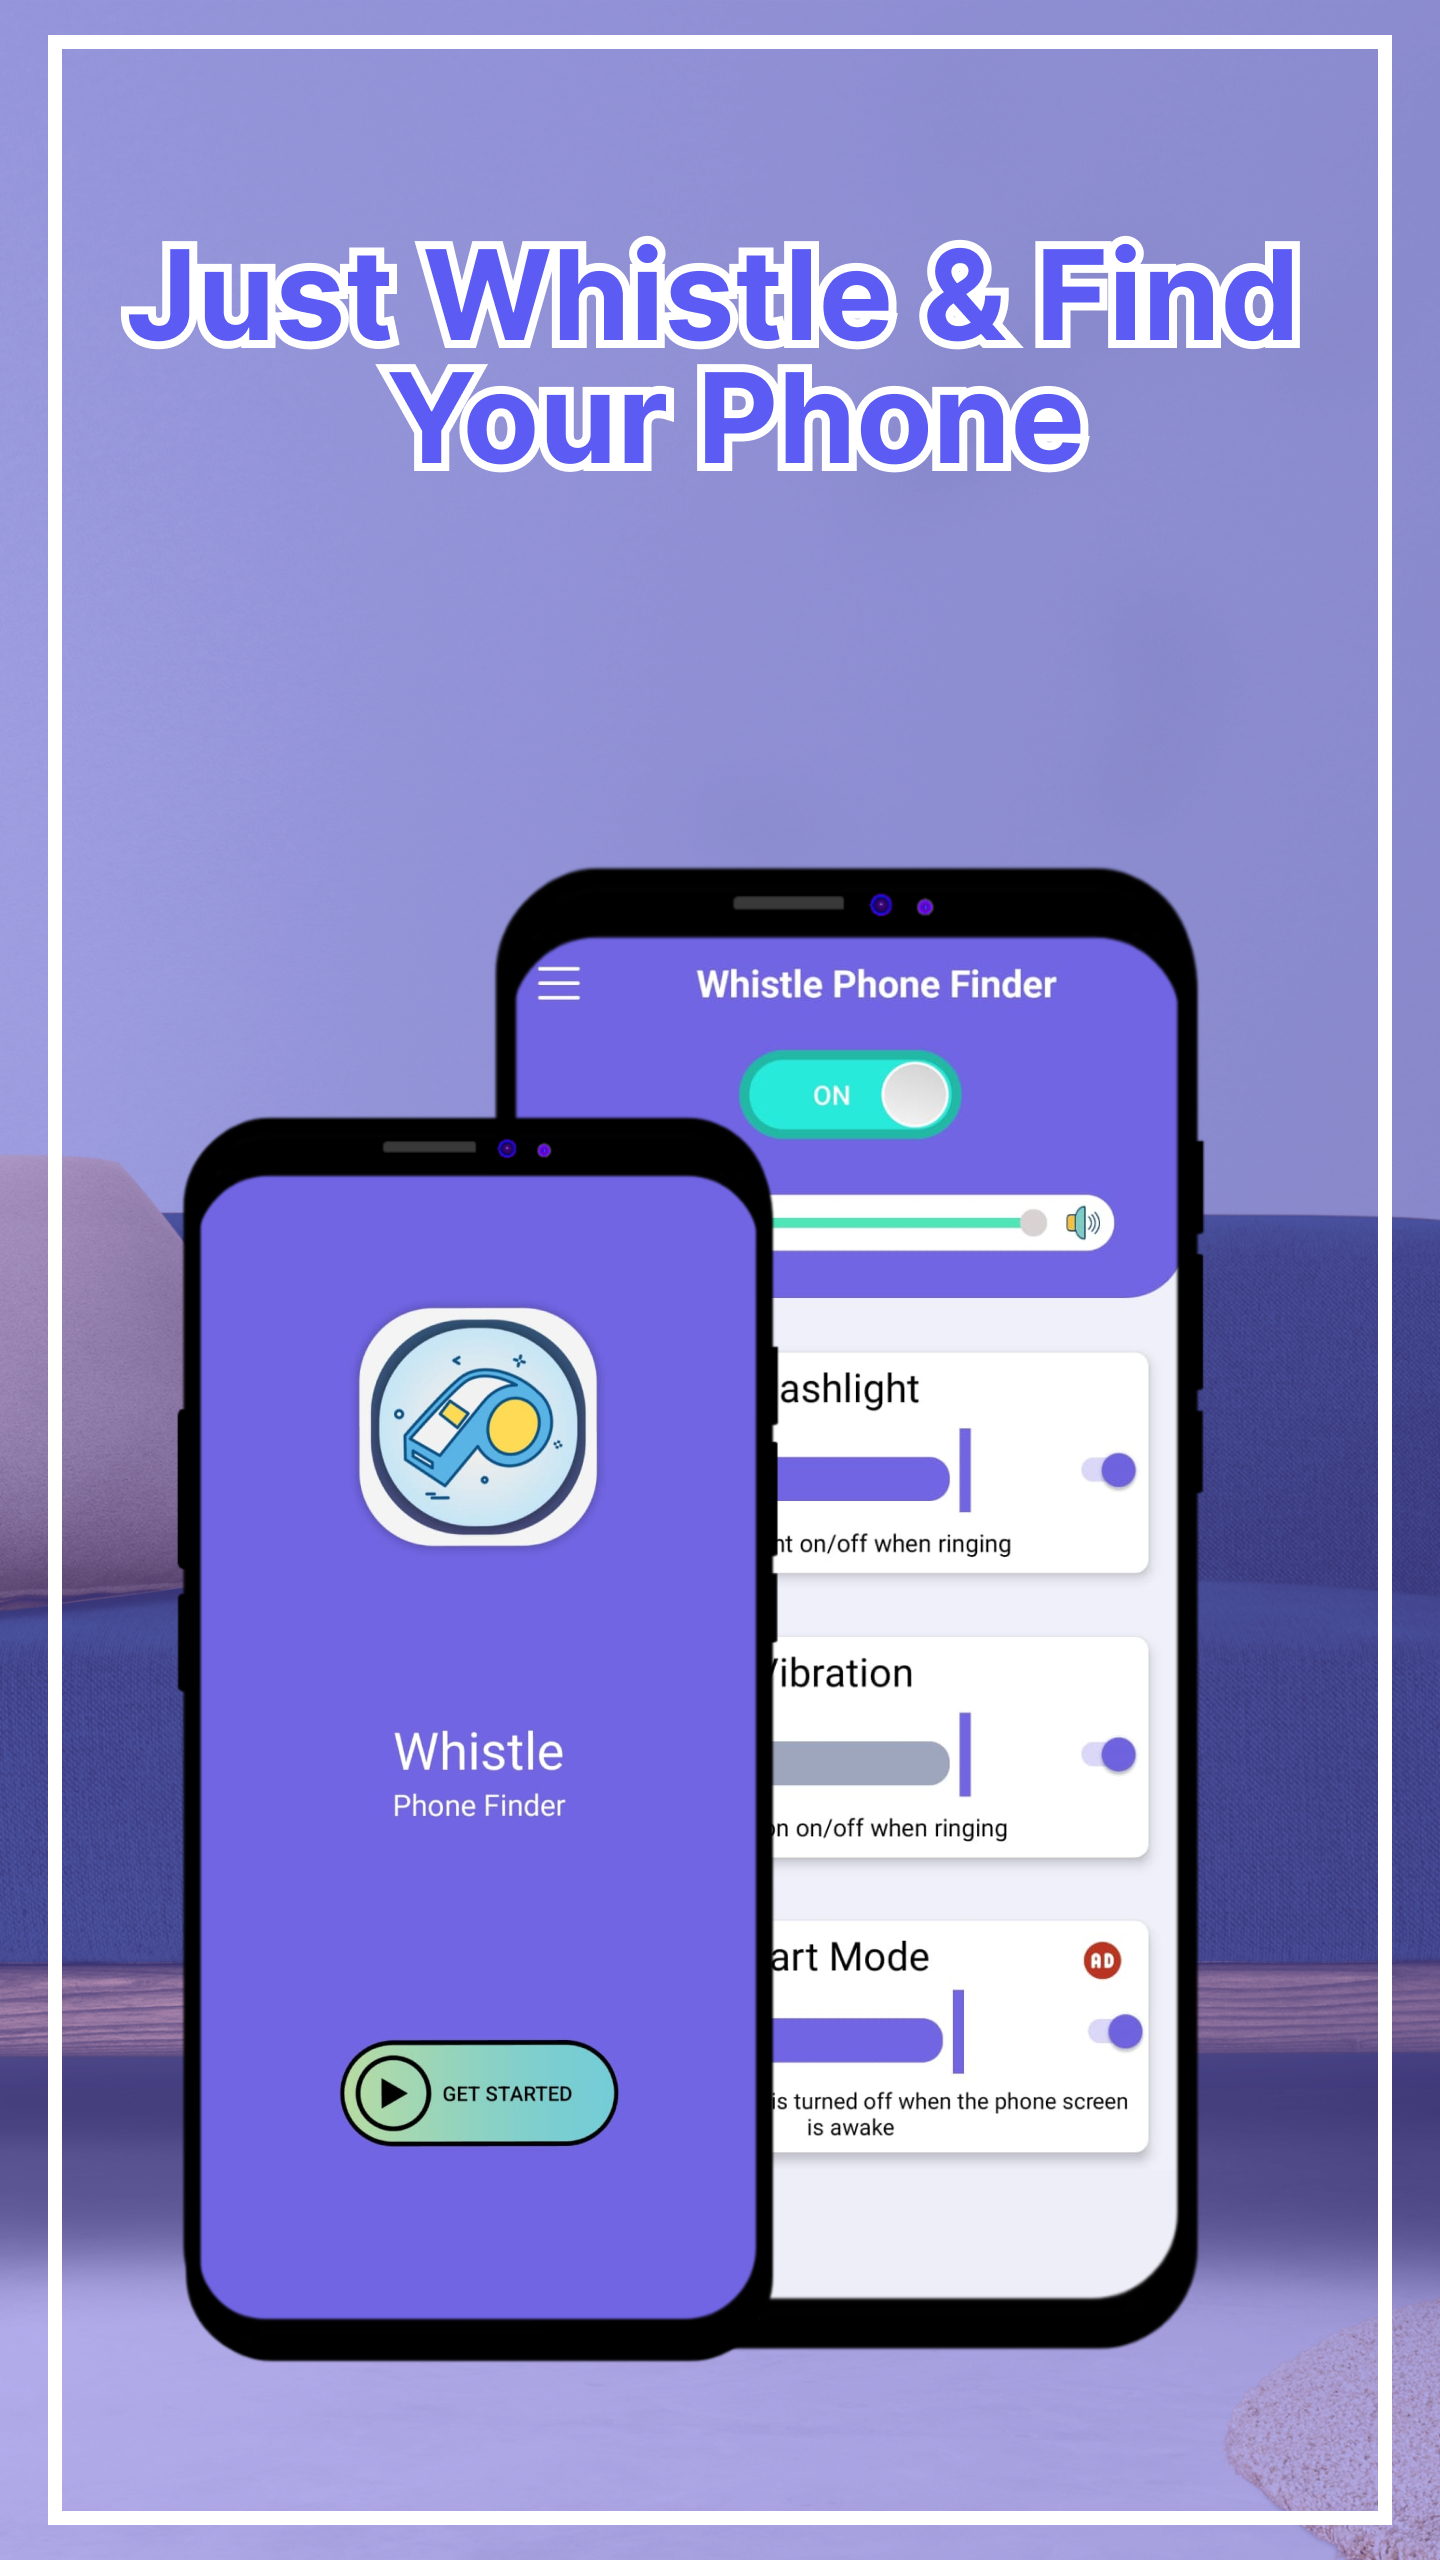 Just Whistle & Find
Your Phone
Whistle Phone Finder
ON
ashlight
nt on/off when ringing
ibration
on on/off when ringing
art Mode
AD
is turned off when the phone screen
is awake
Whistle
Phone Finder
GET STARTED